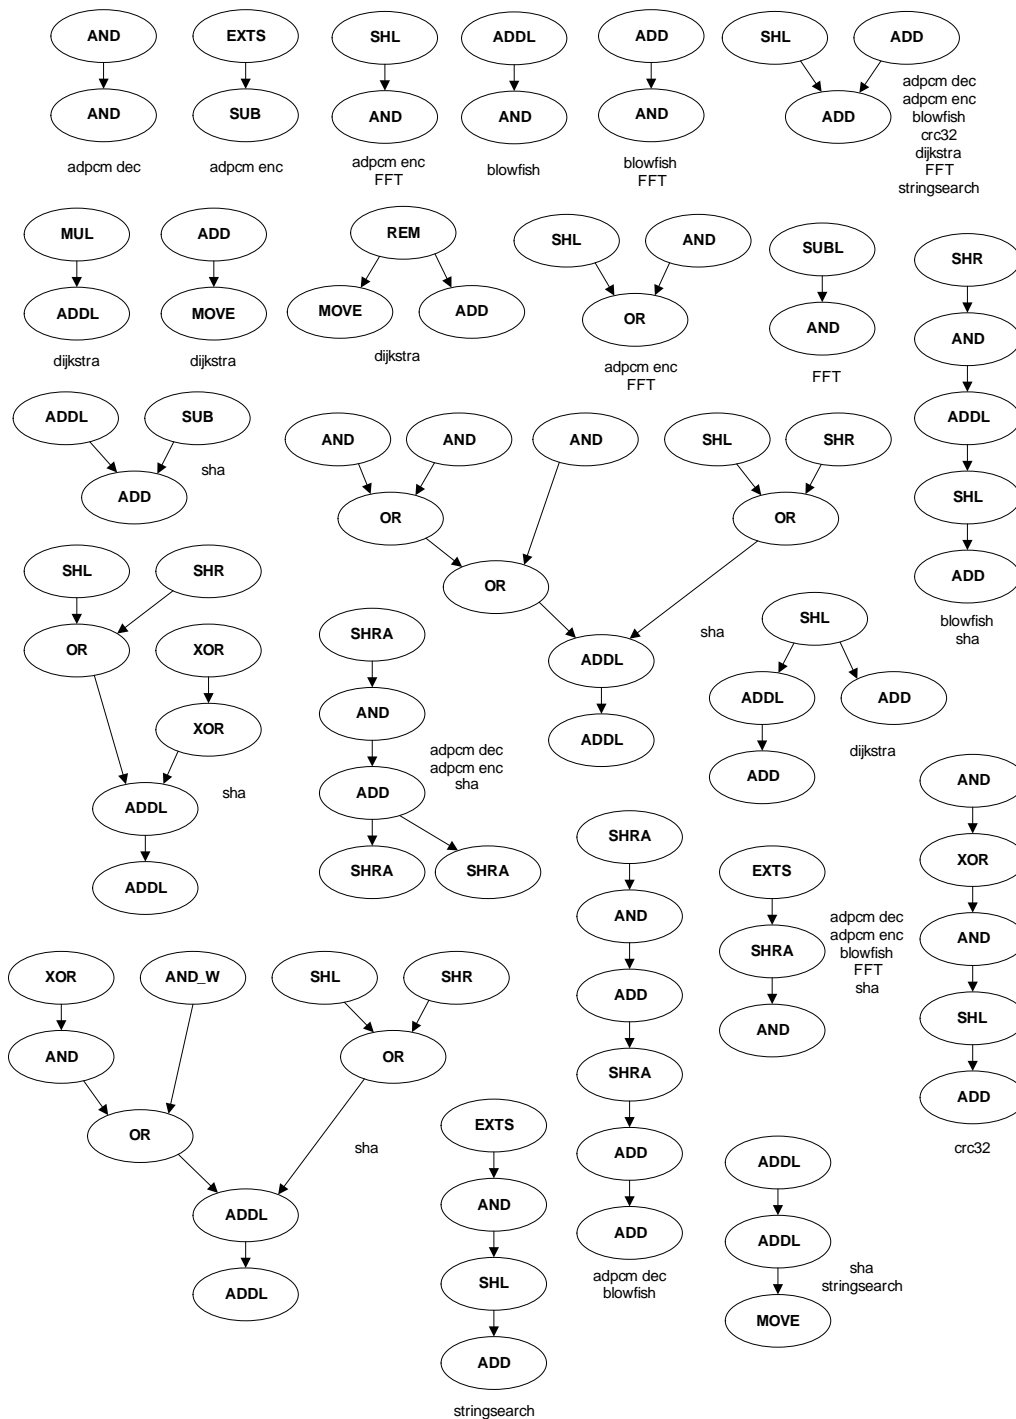 AND
AND
adpcm dec
EXTS
SUB
adpcm enc
SHL
AND
adpcm enc
FFT
ADDL
AND
blowfish
ADD
AND
blowfish
FFT
SHL
ADD
ADD
adpcm dec
adpcm enc
blowfish
crc32
dijkstra
FFT
stringsearch
MUL
ADDL
dijkstra
ADD
MOVE
dijkstra
REM
MOVE
ADD
dijkstra
SHL
AND
OR
adpcm enc
FFT
SUBL
AND
FFT
SHR
AND
ADDL
SHL
ADD
blowfish
sha
ADDL
SUB
ADD
sha
AND
AND
AND
SHL
SHR
OR
OR
OR
ADDL
ADDL
sha
SHL
SHR
OR
XOR
XOR
ADDL
ADDL
sha
SHRA
AND
ADD
SHRA
SHRA
adpcm dec
adpcm enc
sha
SHL
ADDL
ADD
ADD
dijkstra
SHRA
AND
ADD
SHRA
ADD
ADD
adpcm dec
blowfish
EXTS
SHRA
AND
adpcm dec
adpcm enc
blowfish
FFT
sha
AND
XOR
AND
SHL
ADD
crc32
XOR
AND_W
SHL
SHR
AND
OR
OR
ADDL
ADDL
sha
EXTS
AND
SHL
ADD
stringsearch
ADDL
ADDL
MOVE
sha
stringsearch